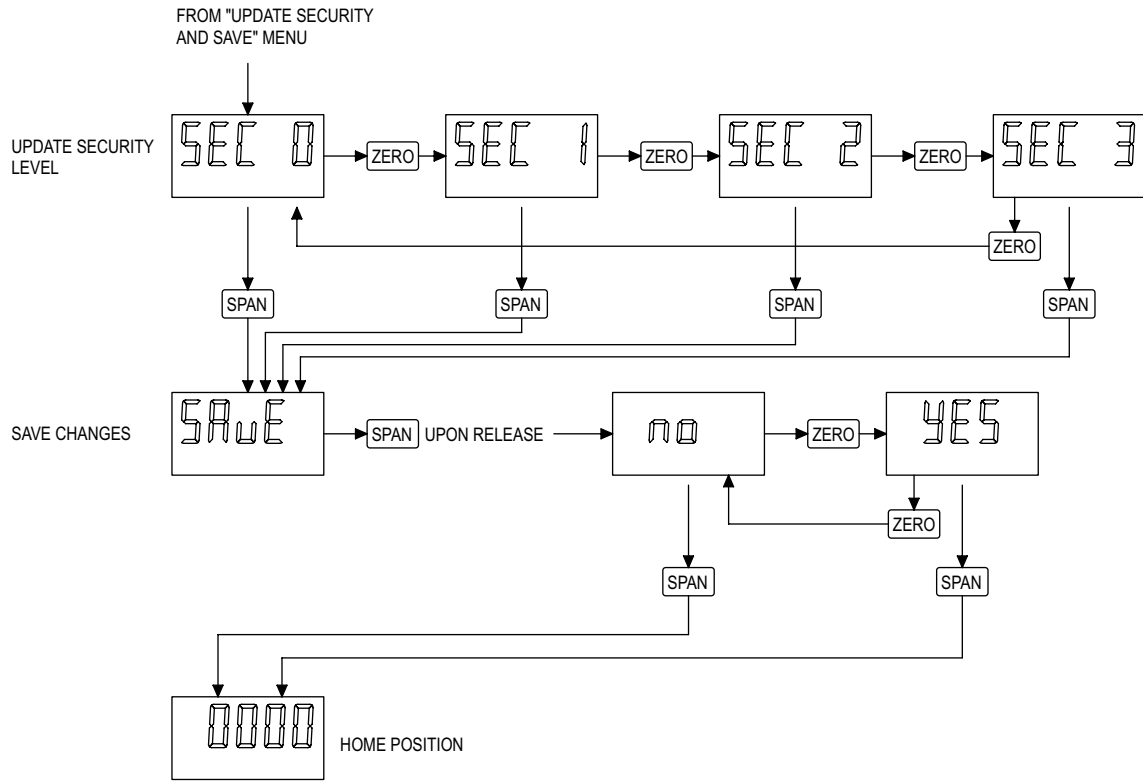 FROM "UPDATE SECURITY
AND SAVE" MENU
UPDATE SECURITY
LEVEL
SEC 0
ZERO
SEC 1
ZERO
SEC 2
ZERO
SEC 3
ZERO
SPAN
SPAN
SPAN
SPAN
SAVE CHANGES
SAuE
SPAN UPON RELEASE
no
ZERO
YES
ZERO
SPAN
SPAN
0000
HOME POSITION